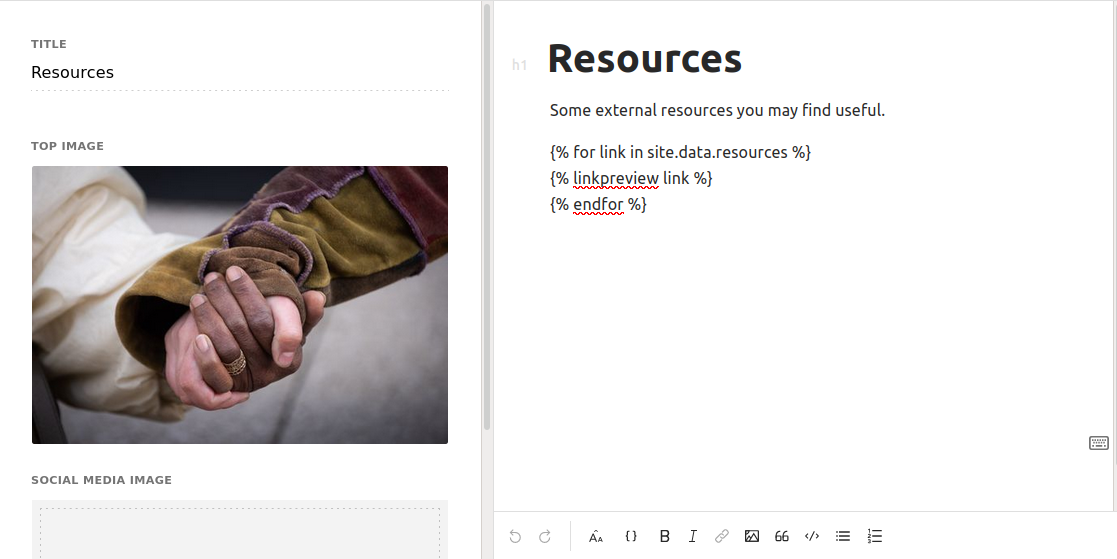 TITLE
Resources
TOP IMAGE
SOCIAL MEDIA IMAGE
h1 Resources
Some external resources you may find useful.
{% for link in site.data.resources %}
{% linkpreview link %}
{% endfor %}